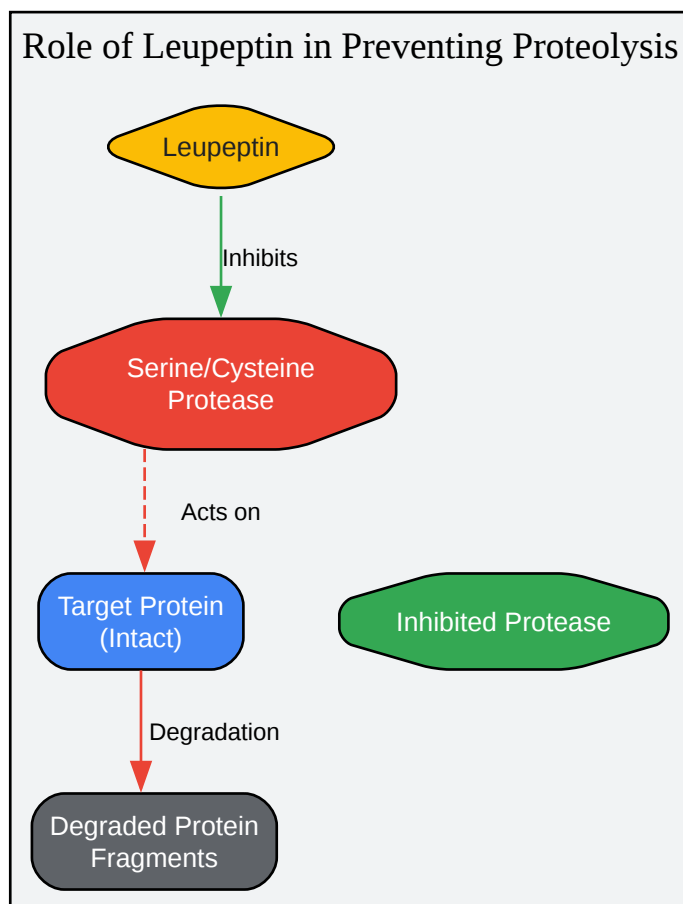 Role of Leupeptin in Preventing Proteolysis
Leupeptin
Inhibits
Serine/Cysteine
Protease
Acts on
Target Protein
(Intact)
Inhibited Protease
Degradation
Degraded Protein
Fragments